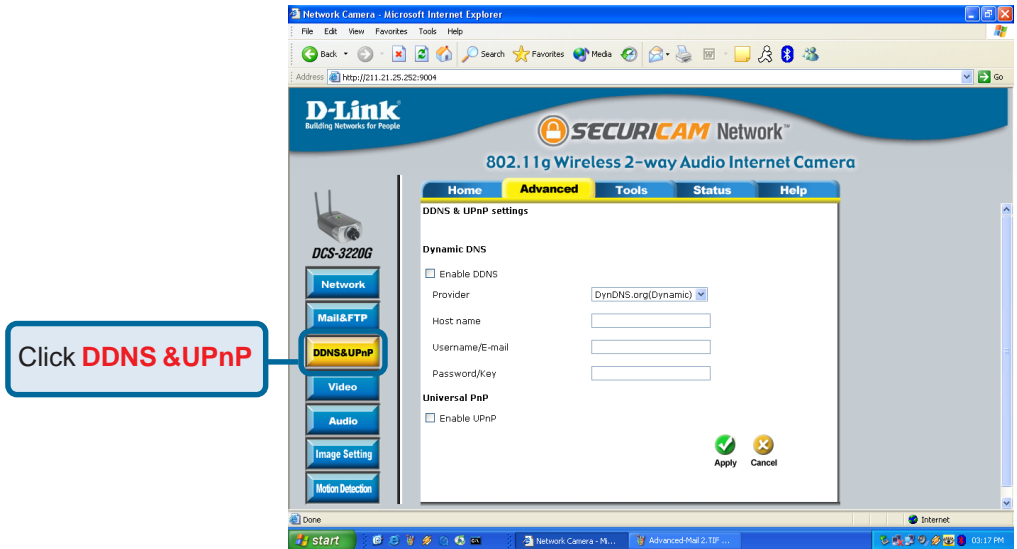 Network Camera - Microsoft Internet Explorer
File Edit View Favorites Tools Help
Back Search Favorites Media
Address http://211.21.25.252:9004 Go
D-Link
Building Networks for People
SECURICAM Network™
802.11g Wireless 2-way Audio Internet Camera
Home Advanced Tools Status Help
DCS-3220G
Network
Mail&FTP
DDNS&UPnP
Video
Audio
Image Setting
Motion Detection
Click DDNS &UPnP
DDNS & UPnP settings
Dynamic DNS
Enable DDNS
Provider DynDNS.org(Dynamic)
Host name
Username/E-mail
Password/Key
Universal PnP
Enable UPnP
Apply Cancel
Done Internet
start Network Camera - Mi... Advanced-Mail 2.TIF ... 03:17 PM